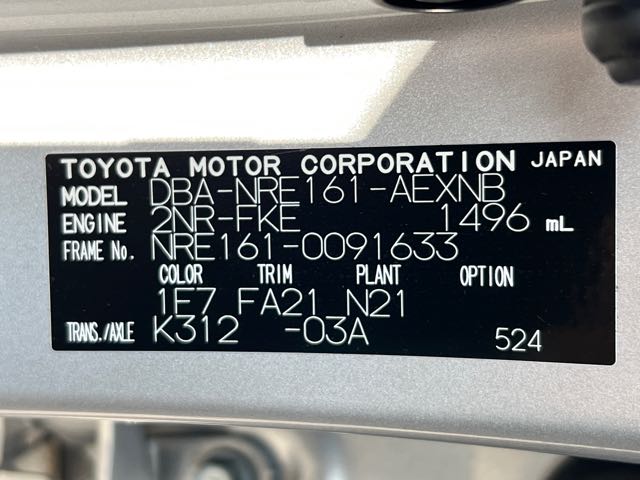 TOYOTA MOTOR CORPORATION JAPAN
MODEL DBA-NRE161-AEXNB
ENGINE 2NR-FKE 1496 mL
FRAME No. NRE161-0091633
COLOR TRIM PLANT OPTION
1E7 FA21 N21
TRANS./AXLE K312 -03A 524